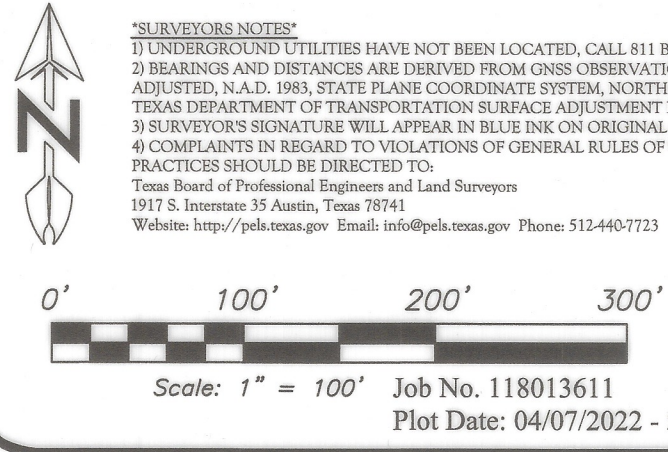 *SURVEYORS NOTES*
1) UNDERGROUND UTILITIES HAVE NOT BEEN LOCATED, CALL 811 B
2) BEARINGS AND DISTANCES ARE DERIVED FROM GNSS OBSERVATI
ADJUSTED, N.A.D. 1983, STATE PLANE COORDINATE SYSTEM, NORTH
TEXAS DEPARTMENT OF TRANSPORTATION SURFACE ADJUSTMENT
3) SURVEYOR'S SIGNATURE WILL APPEAR IN BLUE INK ON ORIGINAL
4) COMPLAINTS IN REGARD TO VIOLATIONS OF GENERAL RULES OF
PRACTICES SHOULD BE DIRECTED TO:
Texas Board of Professional Engineers and Land Surveyors
1917 S. Interstate 35 Austin, Texas 78741
Website: http://pels.texas.gov Email: info@pels.texas.gov Phone: 512-440-7723
N
0' 100' 200' 300'
Scale: 1" = 100' Job No. 118013611
Plot Date: 04/07/2022 -